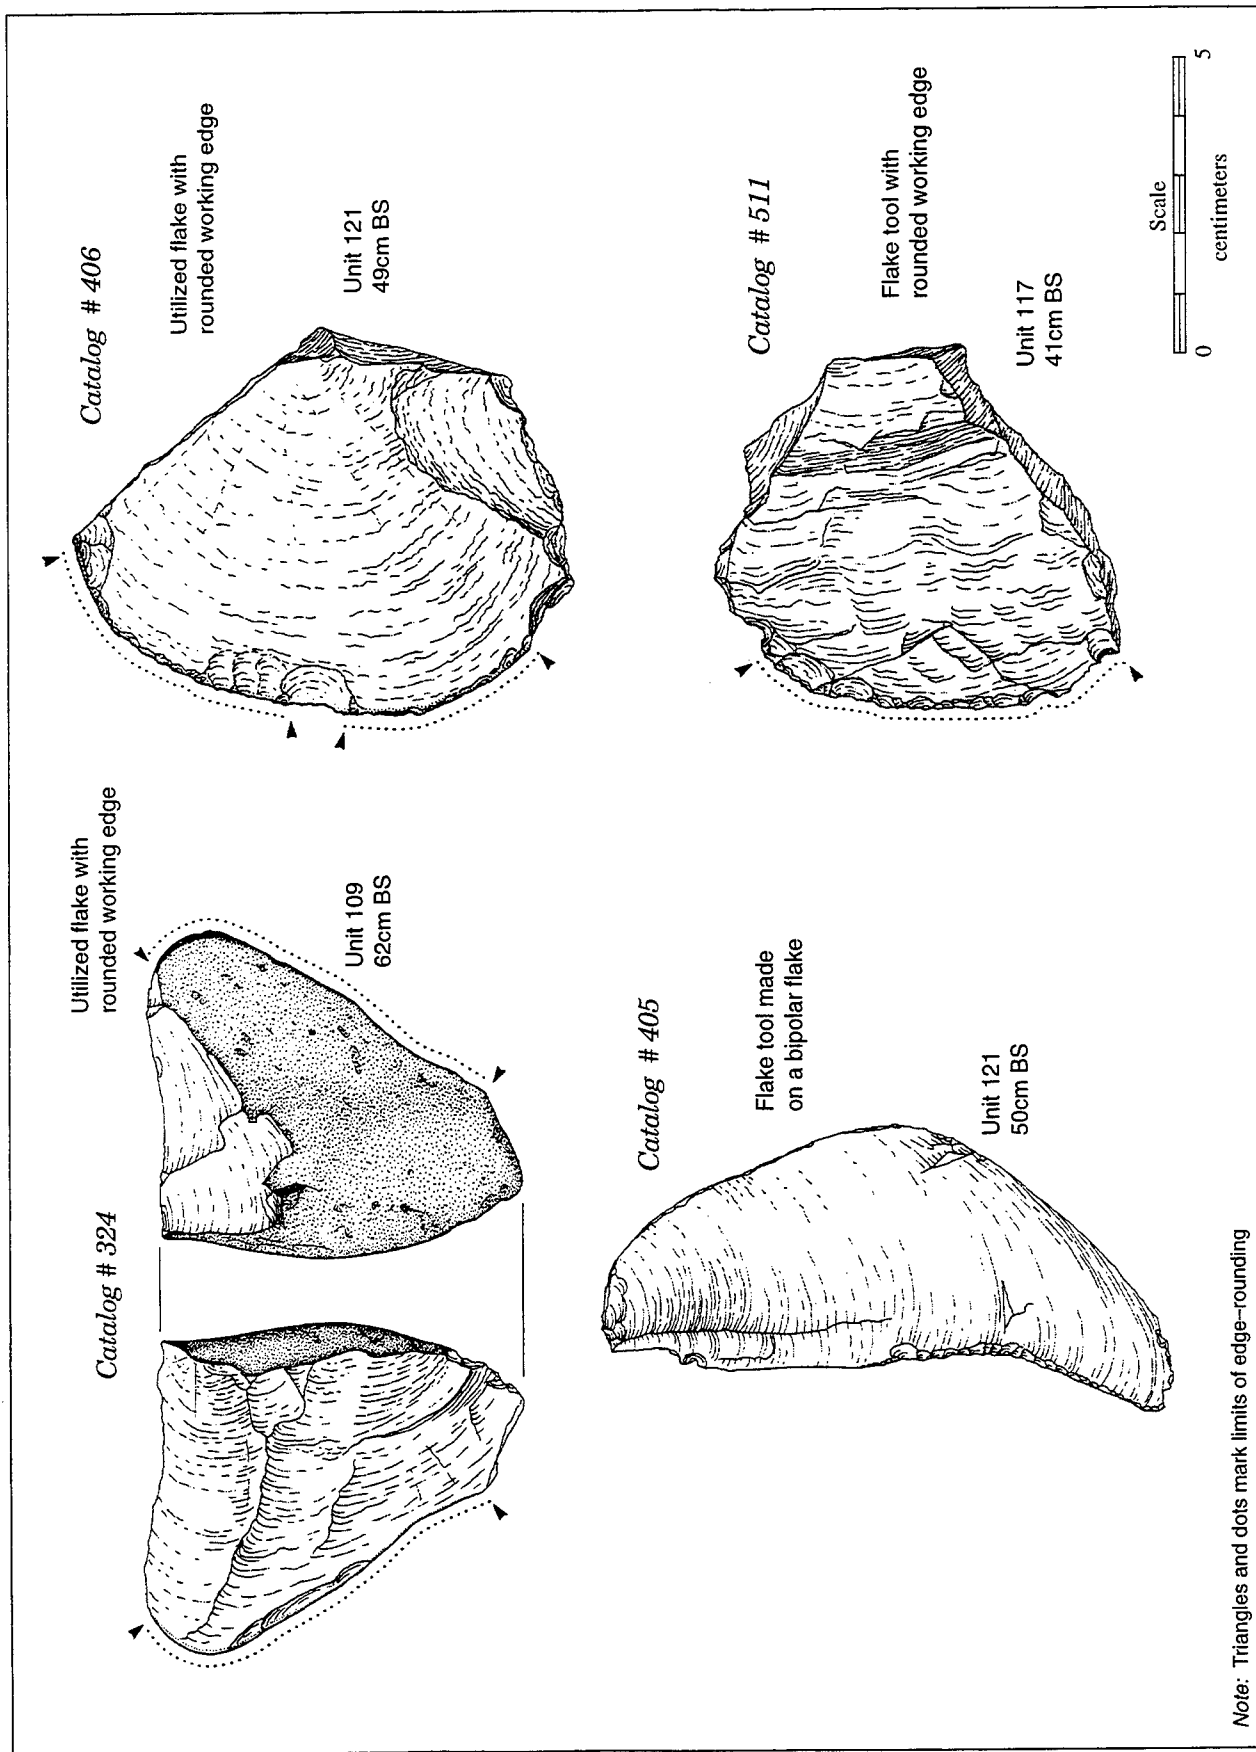 Catalog # 324
Utilized flake with
rounded working edge
Unit 109
62cm BS
Catalog # 406
Utilized flake with
rounded working edge
Unit 121
49cm BS
Catalog # 405
Flake tool made
on a bipolar flake
Unit 121
50cm BS
Catalog # 511
Flake tool with
rounded working edge
Unit 117
41cm BS
Scale
0 5
centimeters
Note: Triangles and dots mark limits of edge–rounding